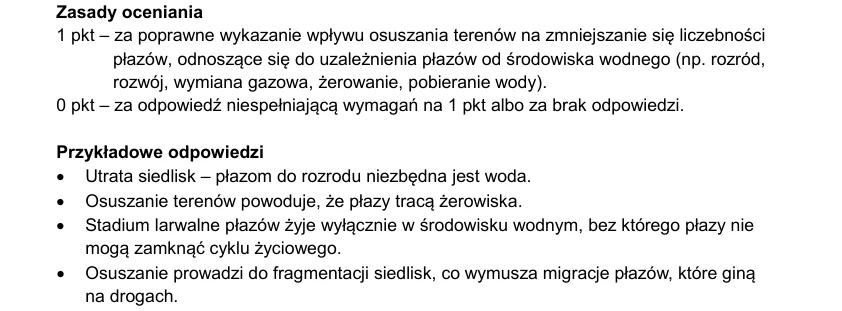 Zasady oceniania
1 pkt – za poprawne wykazanie wpływu osuszania terenów na zmniejszanie się liczebności
płazów, odnoszące się do uzależnienia płazów od środowiska wodnego (np. rozród,
rozwój, wymiana gazowa, żerowanie, pobieranie wody).
0 pkt – za odpowiedź niespełniającą wymagań na 1 pkt albo za brak odpowiedzi.
Przykładowe odpowiedzi
• Utrata siedlisk – płazom do rozrodu niezbędna jest woda.
• Osuszanie terenów powoduje, że płazy tracą żerowiska.
• Stadium larwalne płazów żyje wyłącznie w środowisku wodnym, bez którego płazy nie
mogą zamknąć cyklu życiowego.
• Osuszanie prowadzi do fragmentacji siedlisk, co wymusza migracje płazów, które giną
na drogach.